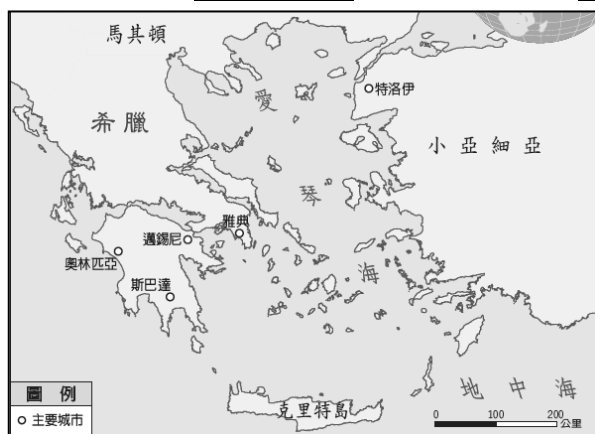 馬其頓
特洛伊
愛琴海
希臘
小亞細亞
雅典
邁錫尼
奧林匹亞
斯巴達
地中海
克里特島
圖 例
主要城市
0 100 200
公里